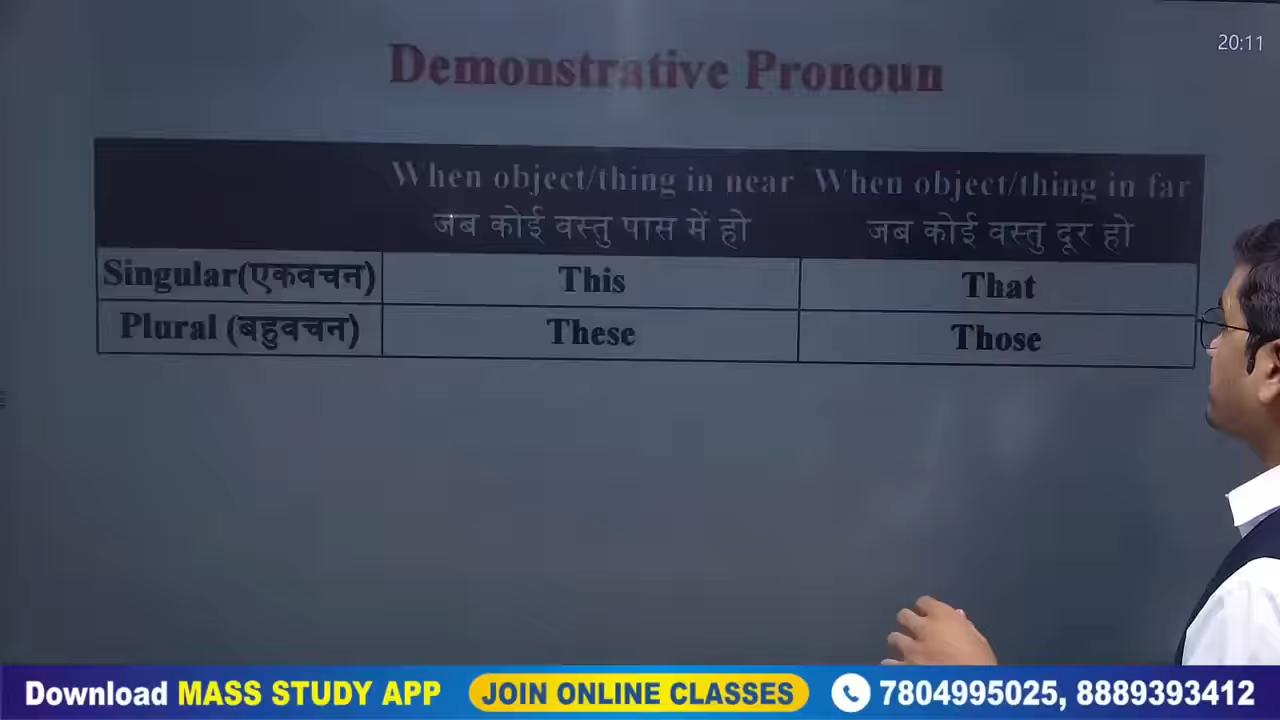 20:11
Demonstrative Pronoun
When object/thing in near When object/thing in far
जब कोई वस्तु पास में हो जब कोई वस्तु दूर हो
Singular(एकवचन) This That
Plural (बहुवचन) These Those
Download MASS STUDY APP JOIN ONLINE CLASSES 7804995025, 8889393412